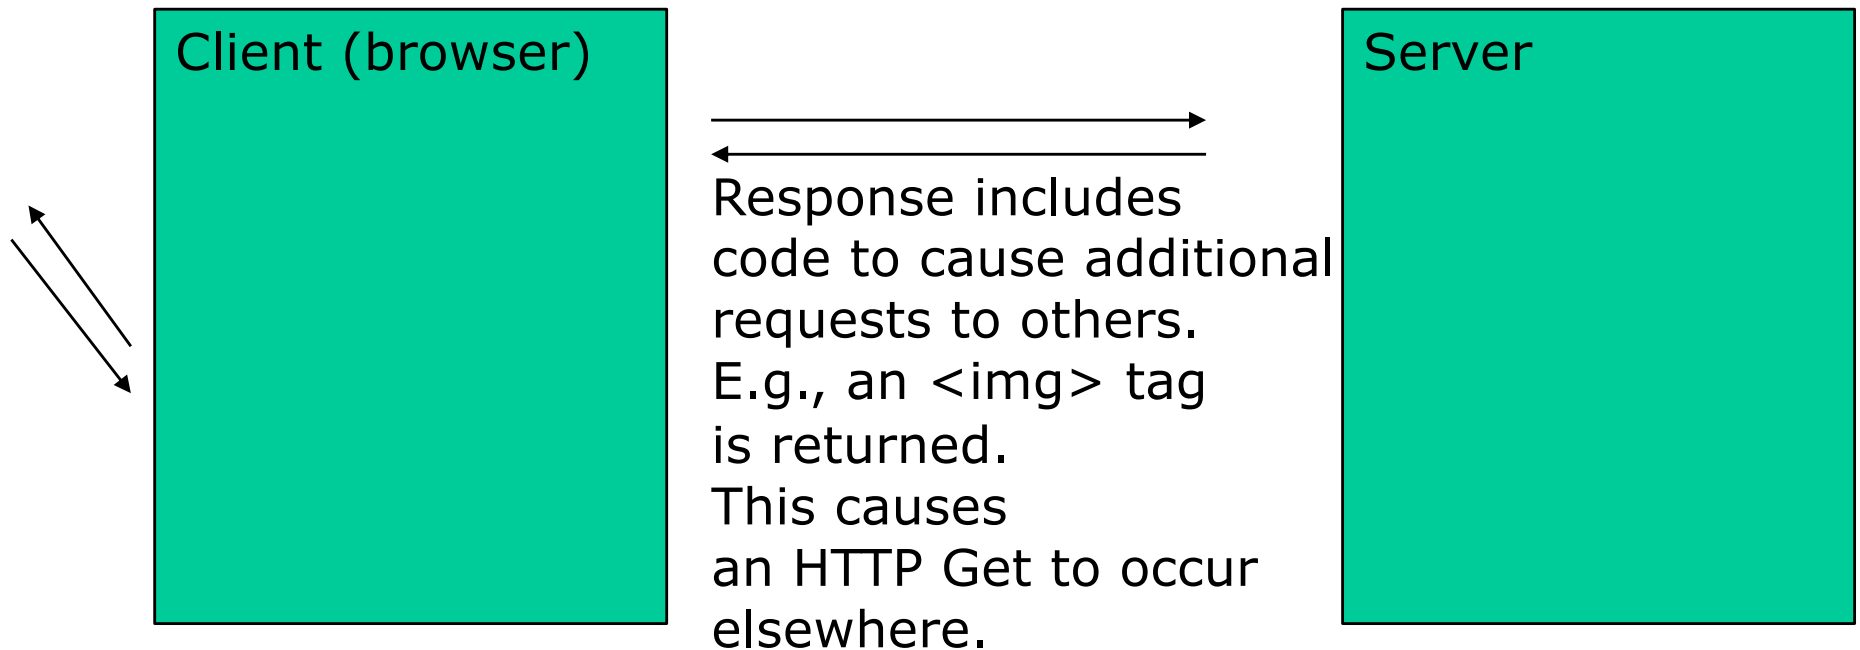 Client (browser)
Server
Response includes
code to cause additional
requests to others.
E.g., an <img> tag
is returned.
This causes
an HTTP Get to occur
elsewhere.